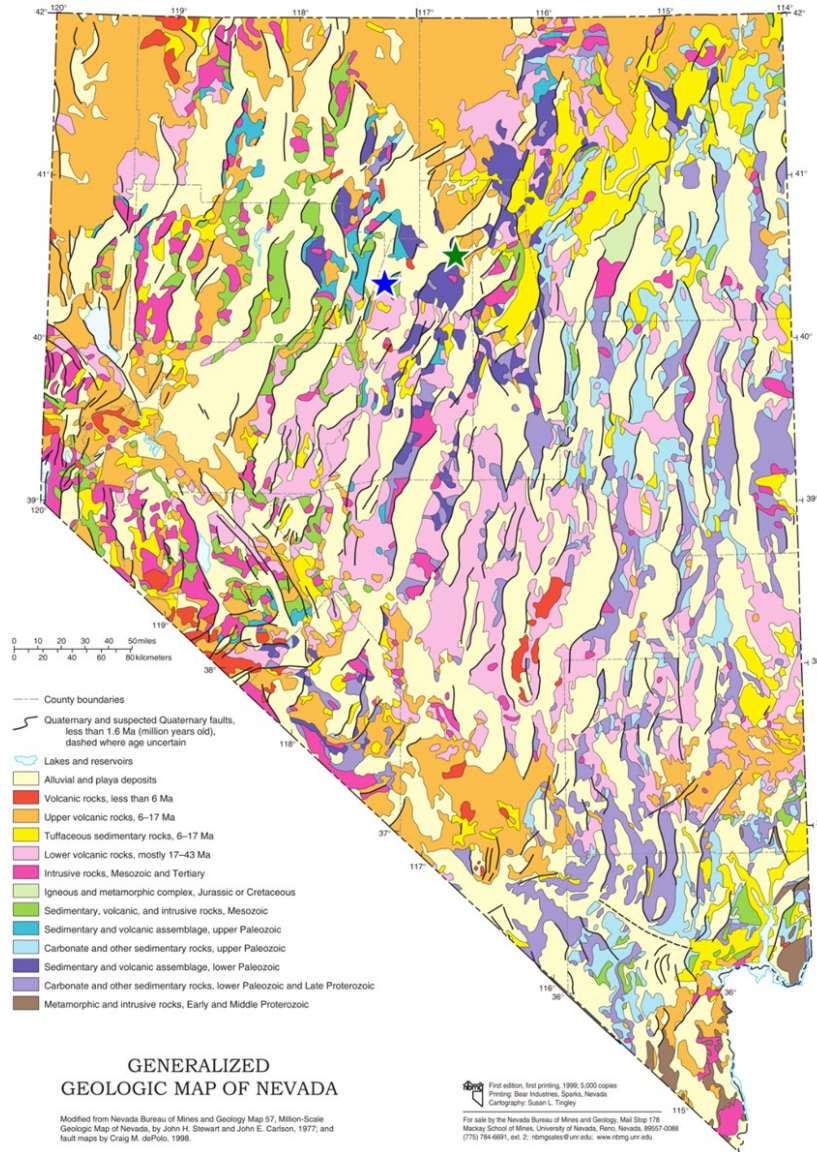 120° 119° 118° 117° 116° 115° 114°
42° 42°
41° 41°
40° 40°
39° 39°
120°
119°
38°
118°
37°
117°
116°
36° 36°
115°
0 10 20 30 40 50 miles
0 20 40 60 80 kilometers
County boundaries
Quaternary and suspected Quaternary faults,
less than 1.6 Ma (million years old),
dashed where age uncertain
Lakes and reservoirs
Alluvial and playa deposits
Volcanic rocks, less than 6 Ma
Upper volcanic rocks, 6–17 Ma
Tuffaceous sedimentary rocks, 6–17 Ma
Lower volcanic rocks, mostly 17–43 Ma
Intrusive rocks, Mesozoic and Tertiary
Igneous and metamorphic complex, Jurassic or Cretaceous
Sedimentary, volcanic, and intrusive rocks, Mesozoic
Sedimentary and volcanic assemblage, upper Paleozoic
Carbonate and other sedimentary rocks, upper Paleozoic
Sedimentary and volcanic assemblage, lower Paleozoic
Carbonate and other sedimentary rocks, lower Paleozoic and Late Proterozoic
Metamorphic and intrusive rocks, Early and Middle Proterozoic
GENERALIZED
GEOLOGIC MAP OF NEVADA
Modified from Nevada Bureau of Mines and Geology Map 57, Million-Scale
Geologic Map of Nevada, by John H. Stewart and John E. Carlson, 1977; and
fault maps by Craig M. dePolo, 1998.
nbmg
First edition, first printing, 1999; 5,000 copies
Printing: Bear Industries, Sparks, Nevada
Cartography: Susan L. Tingley
For sale by the Nevada Bureau of Mines and Geology, Mail Stop 178
Mackay School of Mines, University of Nevada, Reno, Nevada, 89557-0088
(775) 784-6691, ext. 2; nbmgsales@unr.edu; www.nbmg.unr.edu